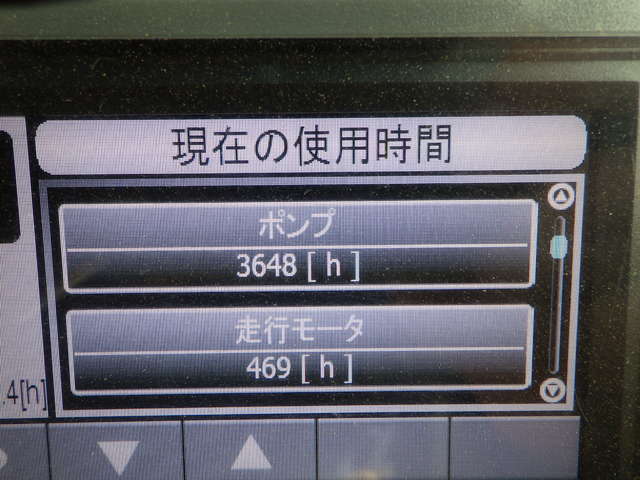 現在の使用時間
ポンプ
3648 [ h ]
走行モータ
469 [ h ]
.4[h]